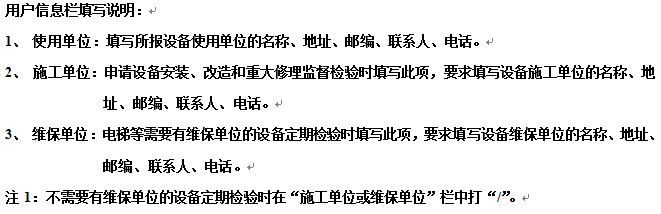 用户信息栏填写说明：
1、 使用单位：填写所报设备使用单位的名称、地址、邮编、联系人、电话。
2、 施工单位：申请设备安装、改造和重大修理监督检验时填写此项，要求填写设备施工单位的名称、地
址、邮编、联系人、电话。
3、 维保单位：电梯等需要有维保单位的设备定期检验时填写此项，要求填写设备维保单位的名称、地址、
邮编、联系人、电话。
注 1：不需要有维保单位的设备定期检验时在“施工单位或维保单位”栏中打“/”。